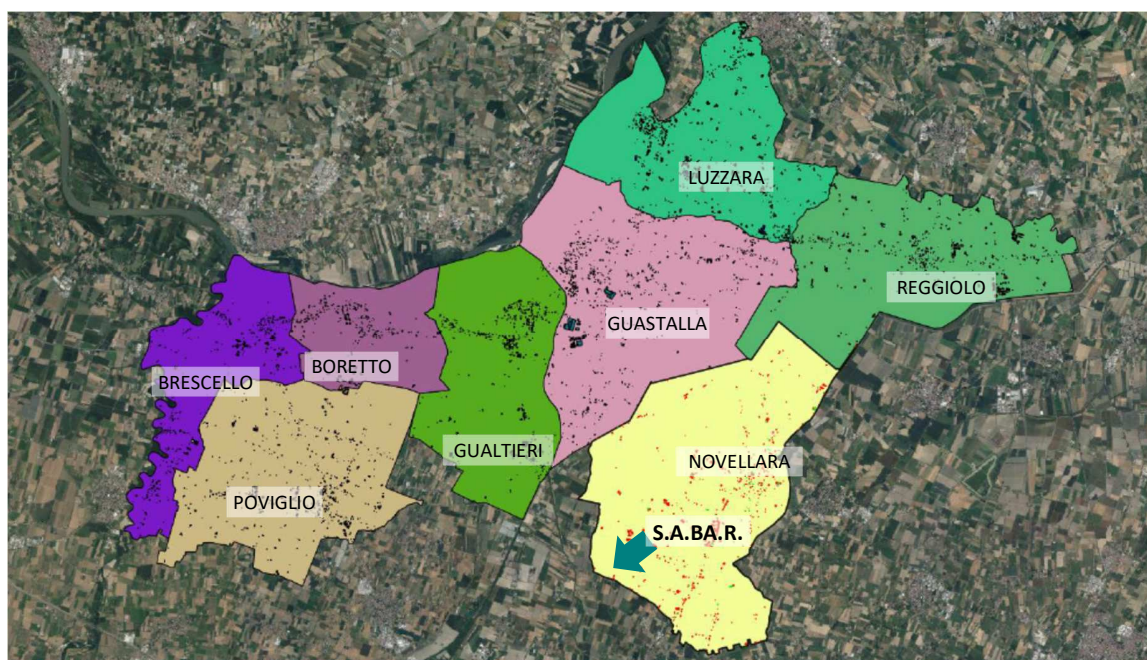 LUZZARA
REGGIOLO
GUASTALLA
BORETTO
BRESCELLO
GUALTIERI
NOVELLARA
POVIGLIO
S.A.BA.R.